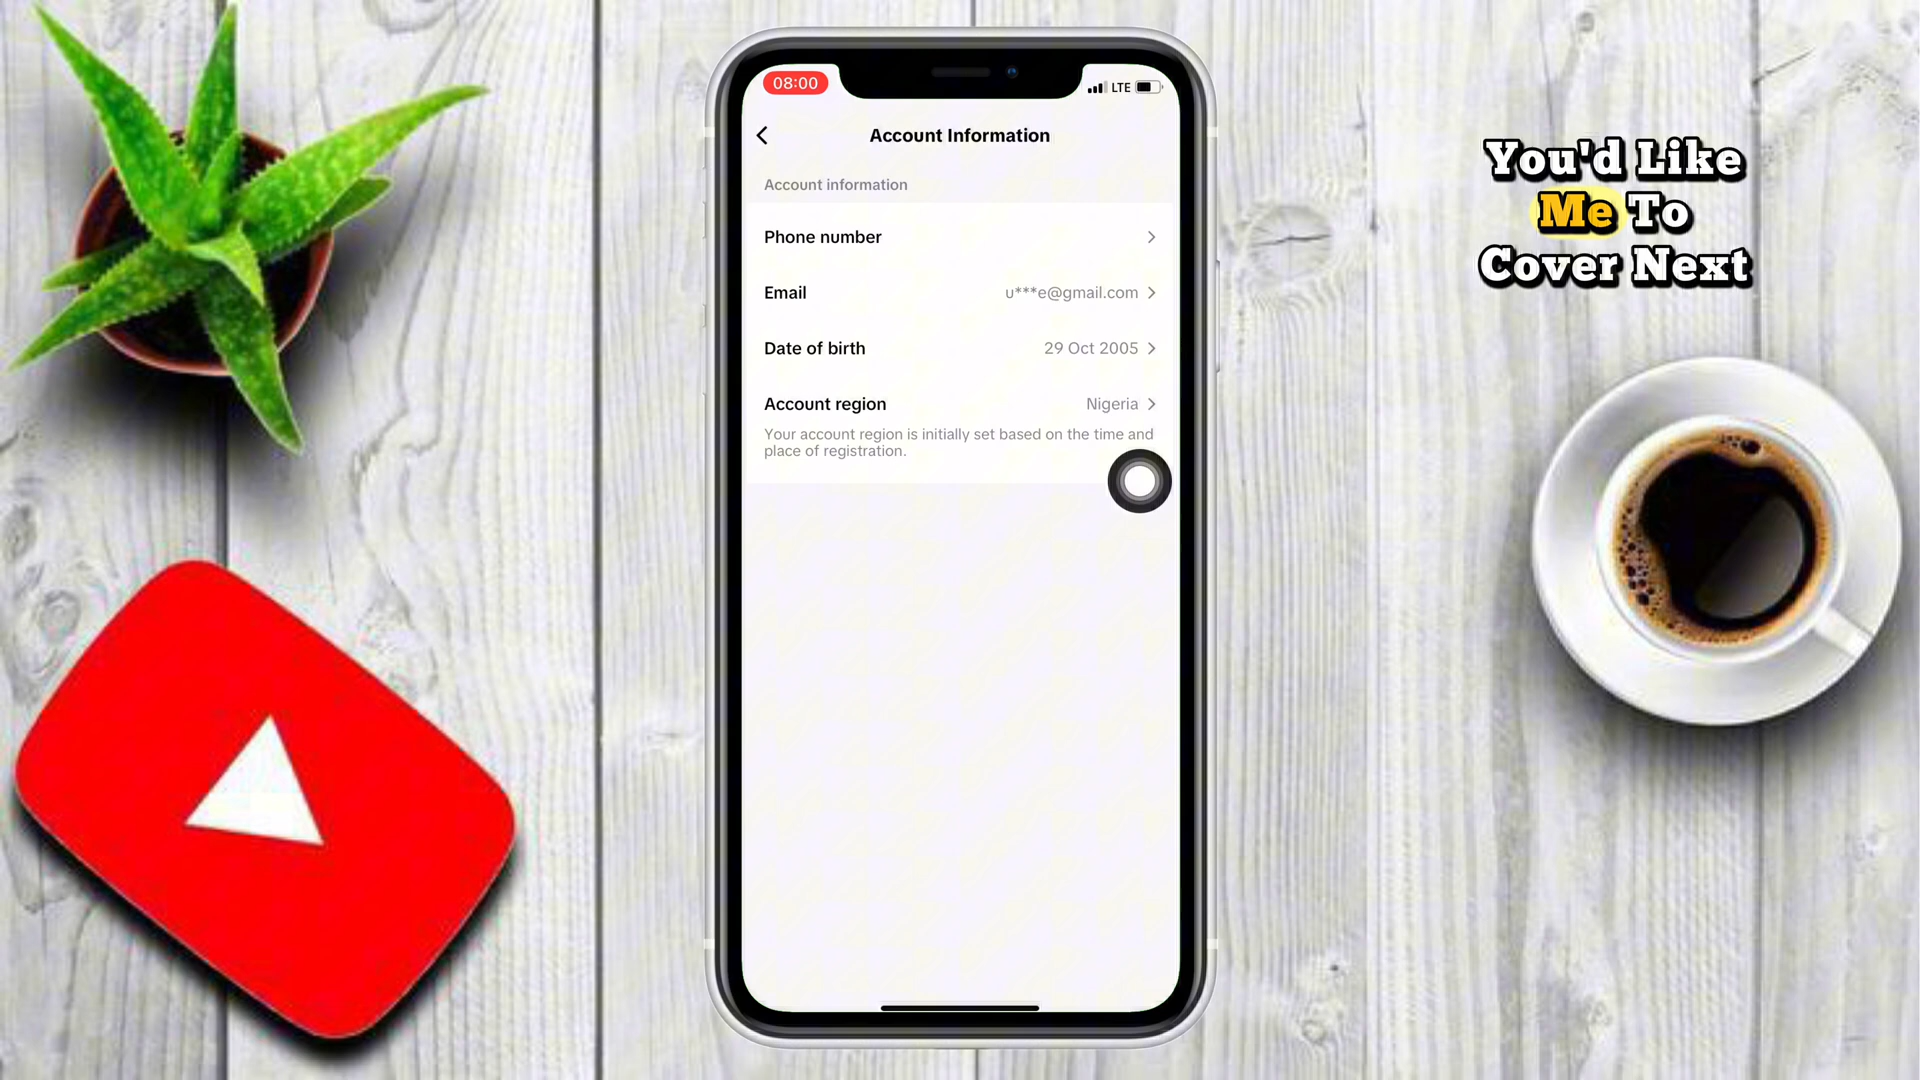 08:00
LTE
Account Information
Account information
Phone number
Email u***e@gmail.com
Date of birth 29 Oct 2005
Account region Nigeria
Your account region is initially set based on the time and
place of registration.
You'd Like
Me To
Cover Next